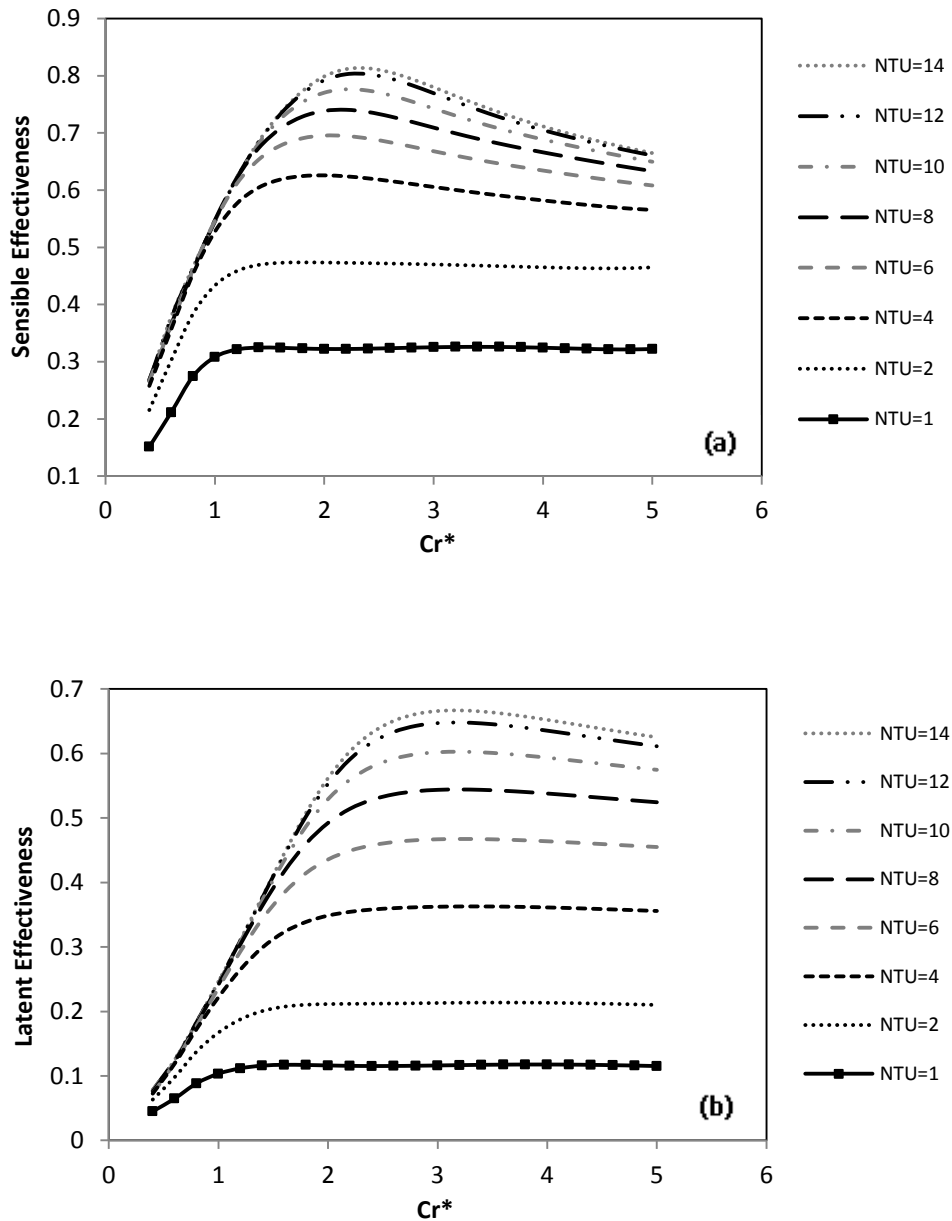 0.9
0.8
0.7
0.6
0.5
0.4
0.3
0.2
0.1
Sensible Effectiveness
0 1 2 3 4 5 6
Cr*
(a)
NTU=14
NTU=12
NTU=10
NTU=8
NTU=6
NTU=4
NTU=2
NTU=1
0.7
0.6
0.5
0.4
0.3
0.2
0.1
0
Latent Effectiveness
0 1 2 3 4 5 6
Cr*
(b)
NTU=14
NTU=12
NTU=10
NTU=8
NTU=6
NTU=4
NTU=2
NTU=1